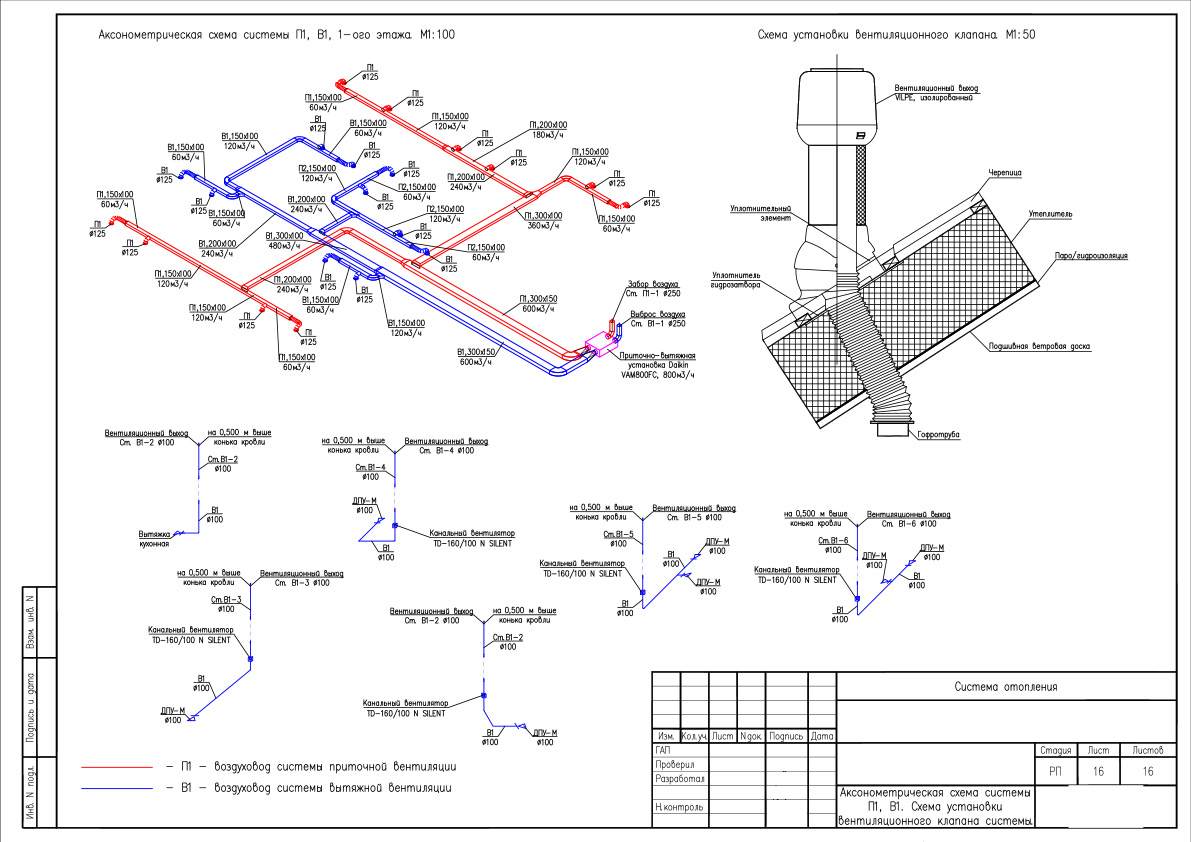 Аксонометрическая схема системы П1, В1, 1-ого этажа. М1:100
Схема установки вентиляционного клапана. М1:50
П1
ø125
П1,150x100
60м3/ч
П1
ø125
П1,150x100
120м3/ч
П1
ø125
П1,200x100
180м3/ч
П1
ø125
П1,200x100
240м3/ч
П1,150x100
120м3/ч
П1
ø125
П1
ø125
П1,150x100
60м3/ч
П1,300x100
360м3/ч
В1
ø125
В1,150x100
60м3/ч
В1
ø125
В1,150x100
120м3/ч
В1,150x100
60м3/ч
В1
ø125
В1
ø125
В1,150x100
60м3/ч
П2,150x100
120м3/ч
В1
ø125
П2,150x100
60м3/ч
В1
ø125
В1,200x100
240м3/ч
П2,150x100
120м3/ч
В1
ø125
П2,150x100
60м3/ч
В1
ø125
В1,200x100
240м3/ч
В1,300x100
480м3/ч
П1,150x100
60м3/ч
П1
ø125
П1
ø125
П1,150x100
120м3/ч
П1,200x100
240м3/ч
П1,150x100
120м3/ч
П1
ø125
П1
ø125
П1,150x100
60м3/ч
В1
ø125
В1
ø125
В1,150x100
60м3/ч
В1,150x100
120м3/ч
П1,300x150
600м3/ч
В1,300x150
600м3/ч
Забор воздуха
Ст. П1-1 ø250
Выброс воздуха
Ст. В1-1 ø250
Приточно-вытяжная
установка Daikin
VAM800FC, 800м3/ч
Вентиляционный выход
VILPE, изолированный
Черепица
Уплотнительный
элемент
Утеплитель
Паро/гидроизоляция
Уплотнитель
гидрозатвора
Подшивная ветровая доска
Гофротруба
Вентиляционный выход
Ст. В1-2 ø100
на 0,500 м выше
конька кровли
Ст.В1-2
ø100
В1
ø100
Вытяжка
кухонная
на 0,500 м выше
конька кровли
Вентиляционный выход
Ст. В1-4 ø100
Ст.В1-4
ø100
ДПУ-М
ø100
В1
ø100
Канальный вентилятор
TD-160/100 N SILENT
на 0,500 м выше
конька кровли
Вентиляционный выход
Ст. В1-5 ø100
Ст.В1-5
ø100
Канальный вентилятор
TD-160/100 N SILENT
В1
ø100
ДПУ-М
ø100
ДПУ-М
ø100
В1
ø100
на 0,500 м выше
конька кровли
Вентиляционный выход
Ст. В1-6 ø100
Ст.В1-6
ø100
Канальный вентилятор
TD-160/100 N SILENT
ДПУ-М
ø100
ДПУ-М
ø100
В1
ø100
В1
ø100
на 0,500 м выше
конька кровли
Вентиляционный выход
Ст. В1-3 ø100
Ст.В1-3
ø100
Канальный вентилятор
TD-160/100 N SILENT
В1
ø100
ДПУ-М
ø100
Вентиляционный выход
Ст. В1-2 ø100
на 0,500 м выше
конька кровли
Ст.В1-2
ø100
Канальный вентилятор
TD-160/100 N SILENT
В1
ø100
ДПУ-М
ø100
- П1 - воздуховод системы приточной вентиляции
- В1 - воздуховод системы вытяжной вентиляции
Взам. инв. N
Подпись и дата
Инв. N подл.
Система отопления
Изм. Кол.уч. Лист Nдок. Подпись Дата
ГАП
Проверил
Разработал
Н.контроль
Стадия Лист Листов
РП 16 16
Аксонометрическая схема системы
П1, В1. Схема установки
вентиляционного клапана системы.